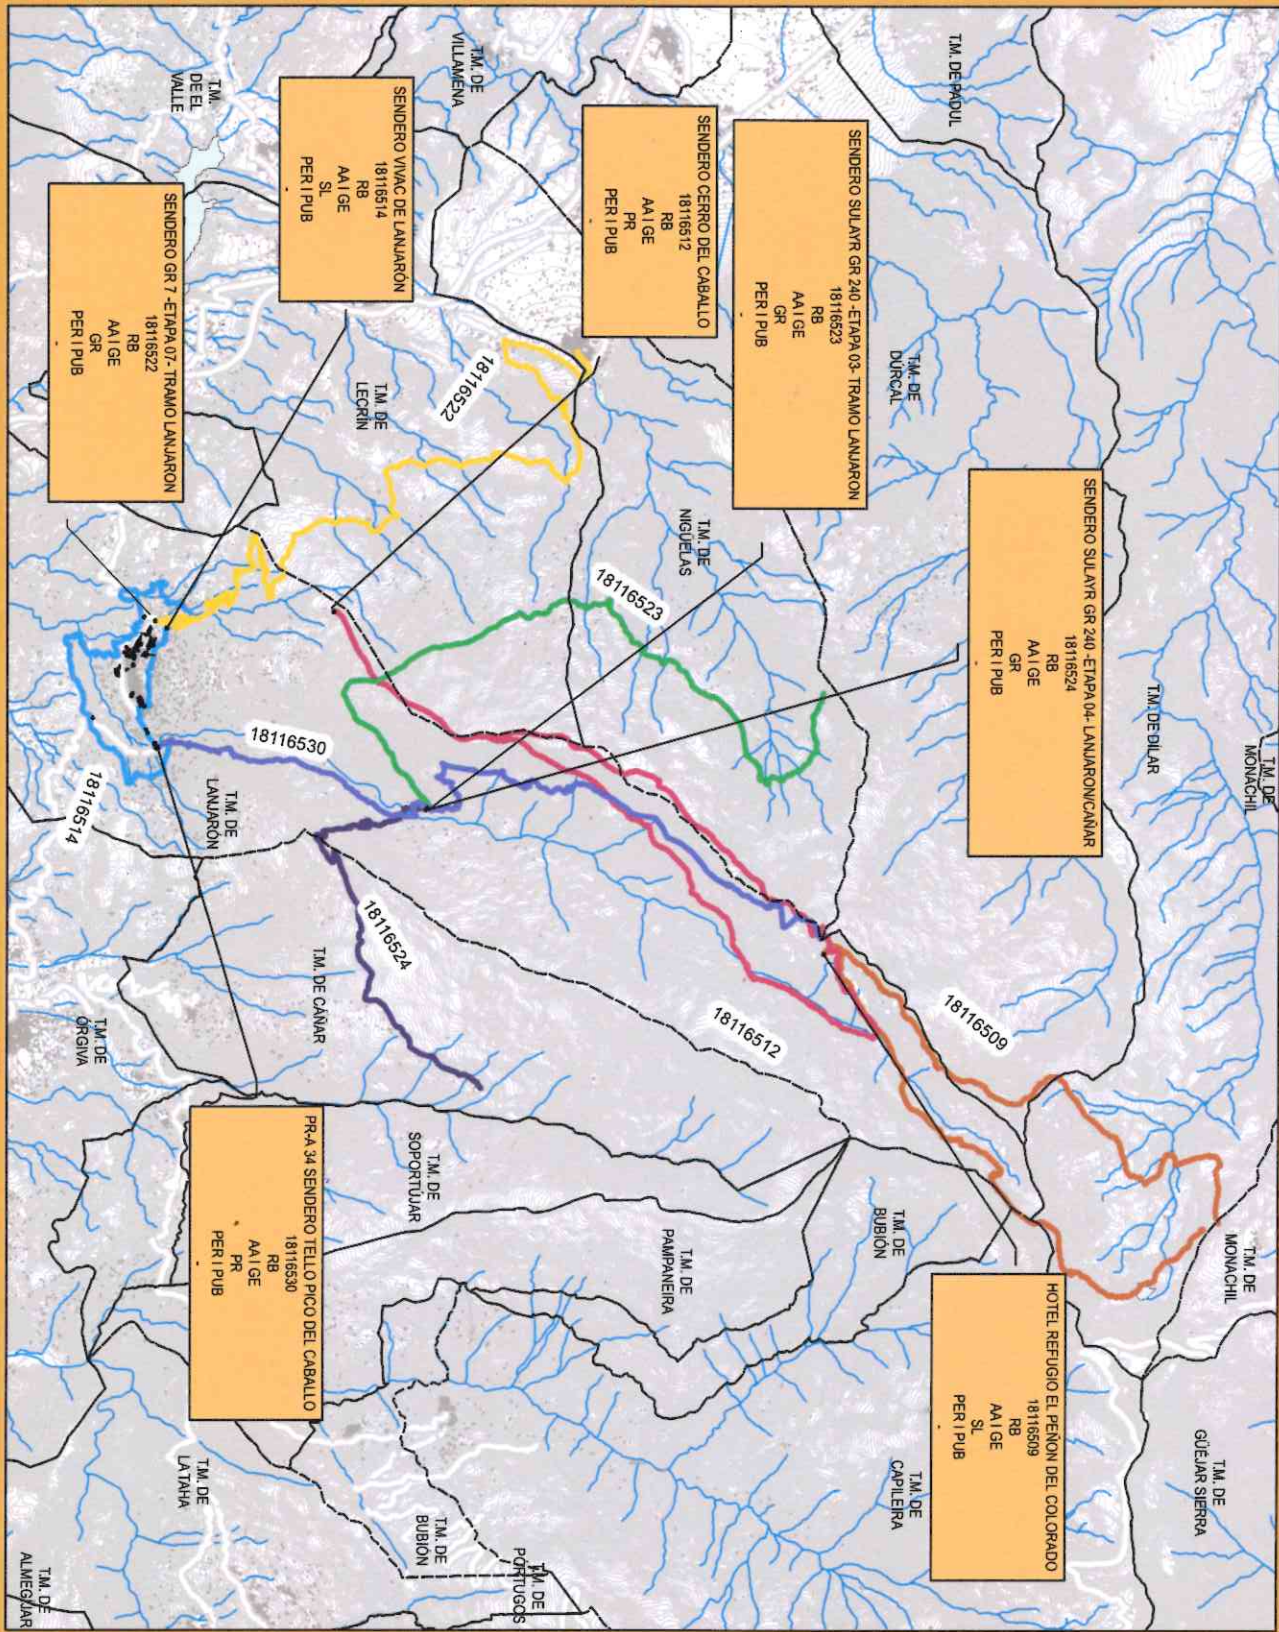 T.M. DE
MONACHIL
T.M. DE PADUL
T.M. DE DÍLAR
T.M. DE
MONACHIL
T.M. DE
GÜÉJAR SIERRA
T.M. DE
DÚRCAL
T.M. DE
VILLAMENA
T.M.
DE EL
VALLE
T.M. DE
NIGÜELAS
T.M. DE
LECRÍN
T.M. DE
LANJARÓN
T.M. DE CÁÑAR
T.M. DE
ÓRGIVA
T.M. DE
SOPORTÚJAR
T.M. DE
PAMPANEIRA
T.M. DE
BUBIÓN
T.M. DE
CAPILEIRA
T.M. DE
BUBIÓN
T.M. DE
PÓRTUGOS
T.M. DE
LA TAHA
T.M. DE
ALMEGÍJAR
SENDERO SULAYR GR 240 -ETAPA 04- LANJARON/CAÑAR
18116524
RB
AA I GE
GR
PER I PUB
-
SENDERO SULAYR GR 240 -ETAPA 03- TRAMO LANJARON
18116523
RB
AA I GE
GR
PER I PUB
-
SENDERO CERRO DEL CABALLO
18116512
RB
AA I GE
PR
PER I PUB
-
SENDERO VIVAC DE LANJARÓN
18116514
RB
AA I GE
SL
PER I PUB
-
SENDERO GR 7 -ETAPA 07- TRAMO LANJARON
18116522
RB
AA I GE
GR
PER I PUB
-
HOTEL REFUGIO EL PEÑON DEL COLORADO
18116509
RB
AA I GE
SL
PER I PUB
-
PR-A 34 SENDERO TELLO PICO DEL CABALLO
18116530
RB
AA I GE
PR
PER I PUB
-
18116522
18116523
18116530
18116514
18116524
18116512
18116509